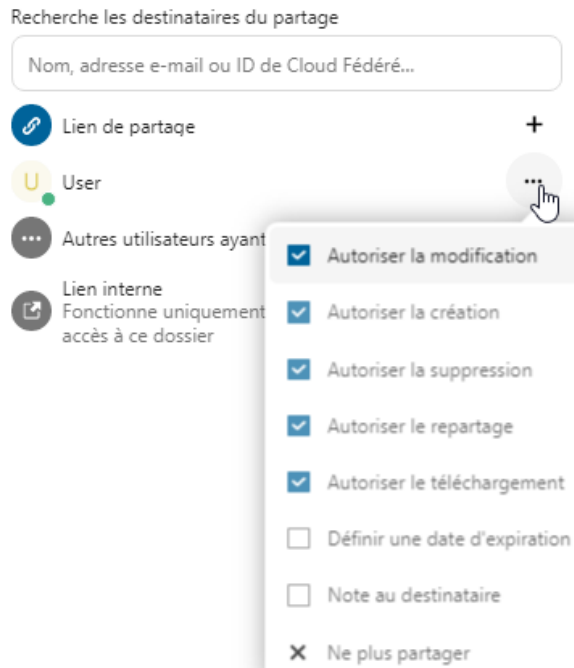 Recherche les destinataires du partage
Nom, adresse e-mail ou ID de Cloud Fédéré...
Lien de partage
U User
Autres utilisateurs ayant
Lien interne
Fonctionne uniquement
accès à ce dossier
Autoriser la modification
Autoriser la création
Autoriser la suppression
Autoriser le repartage
Autoriser le téléchargement
Définir une date d'expiration
Note au destinataire
Ne plus partager